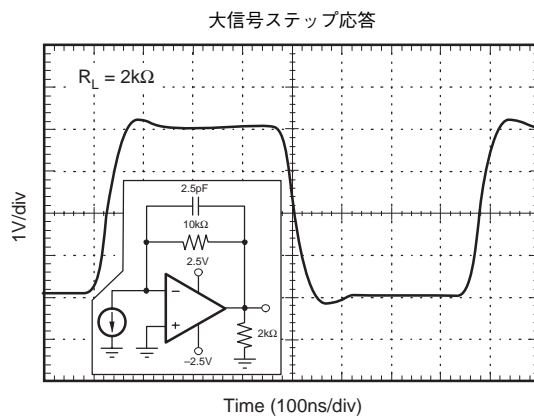 大信号ステップ応答
R_L = 2kΩ
1V/div
2.5pF
10kΩ
2.5V
−
+
2kΩ
–2.5V
Time (100ns/div)